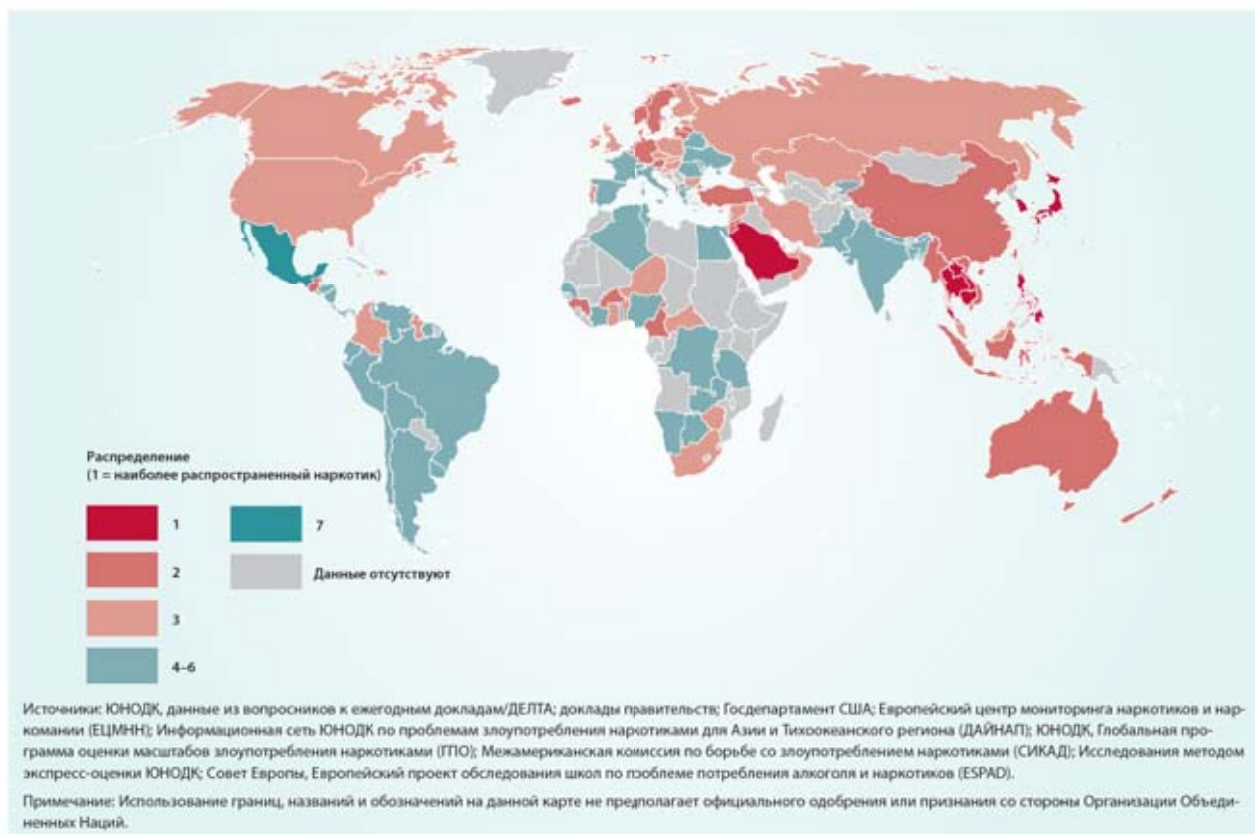 Распределение
(1 = наиболее распространенный наркотик)
1
7
2
Данные отсутствуют
3
4–6
Источники: ЮНОДК, данные из вопросников к ежегодным докладам/ДЕЛТА; доклады правительств; Госдепартамент США; Европейский центр мониторинга наркотиков и нар-
комании (ЕЦМНН); Информационная сеть ЮНОДК по проблемам злоупотребления наркотиками для Азии и Тихоокеанского региона (ДАЙНАП); ЮНОДК, Глобальная про-
грамма оценки масштабов злоупотребления наркотиками (ГПО); Межамериканская комиссия по борьбе со злоупотреблением наркотиками (СИКАД); Исследования методом
экспресс-оценки ЮНОДК; Совет Европы, Европейский проект обследования школ по пэоблеме потребления алкоголя и наркотиков (ESPAD).
Примечание: Использование границ, названий и обозначений на данной карте не предполагает официального одобрения или признания со стороны Организации Объеди-
ненных Наций.